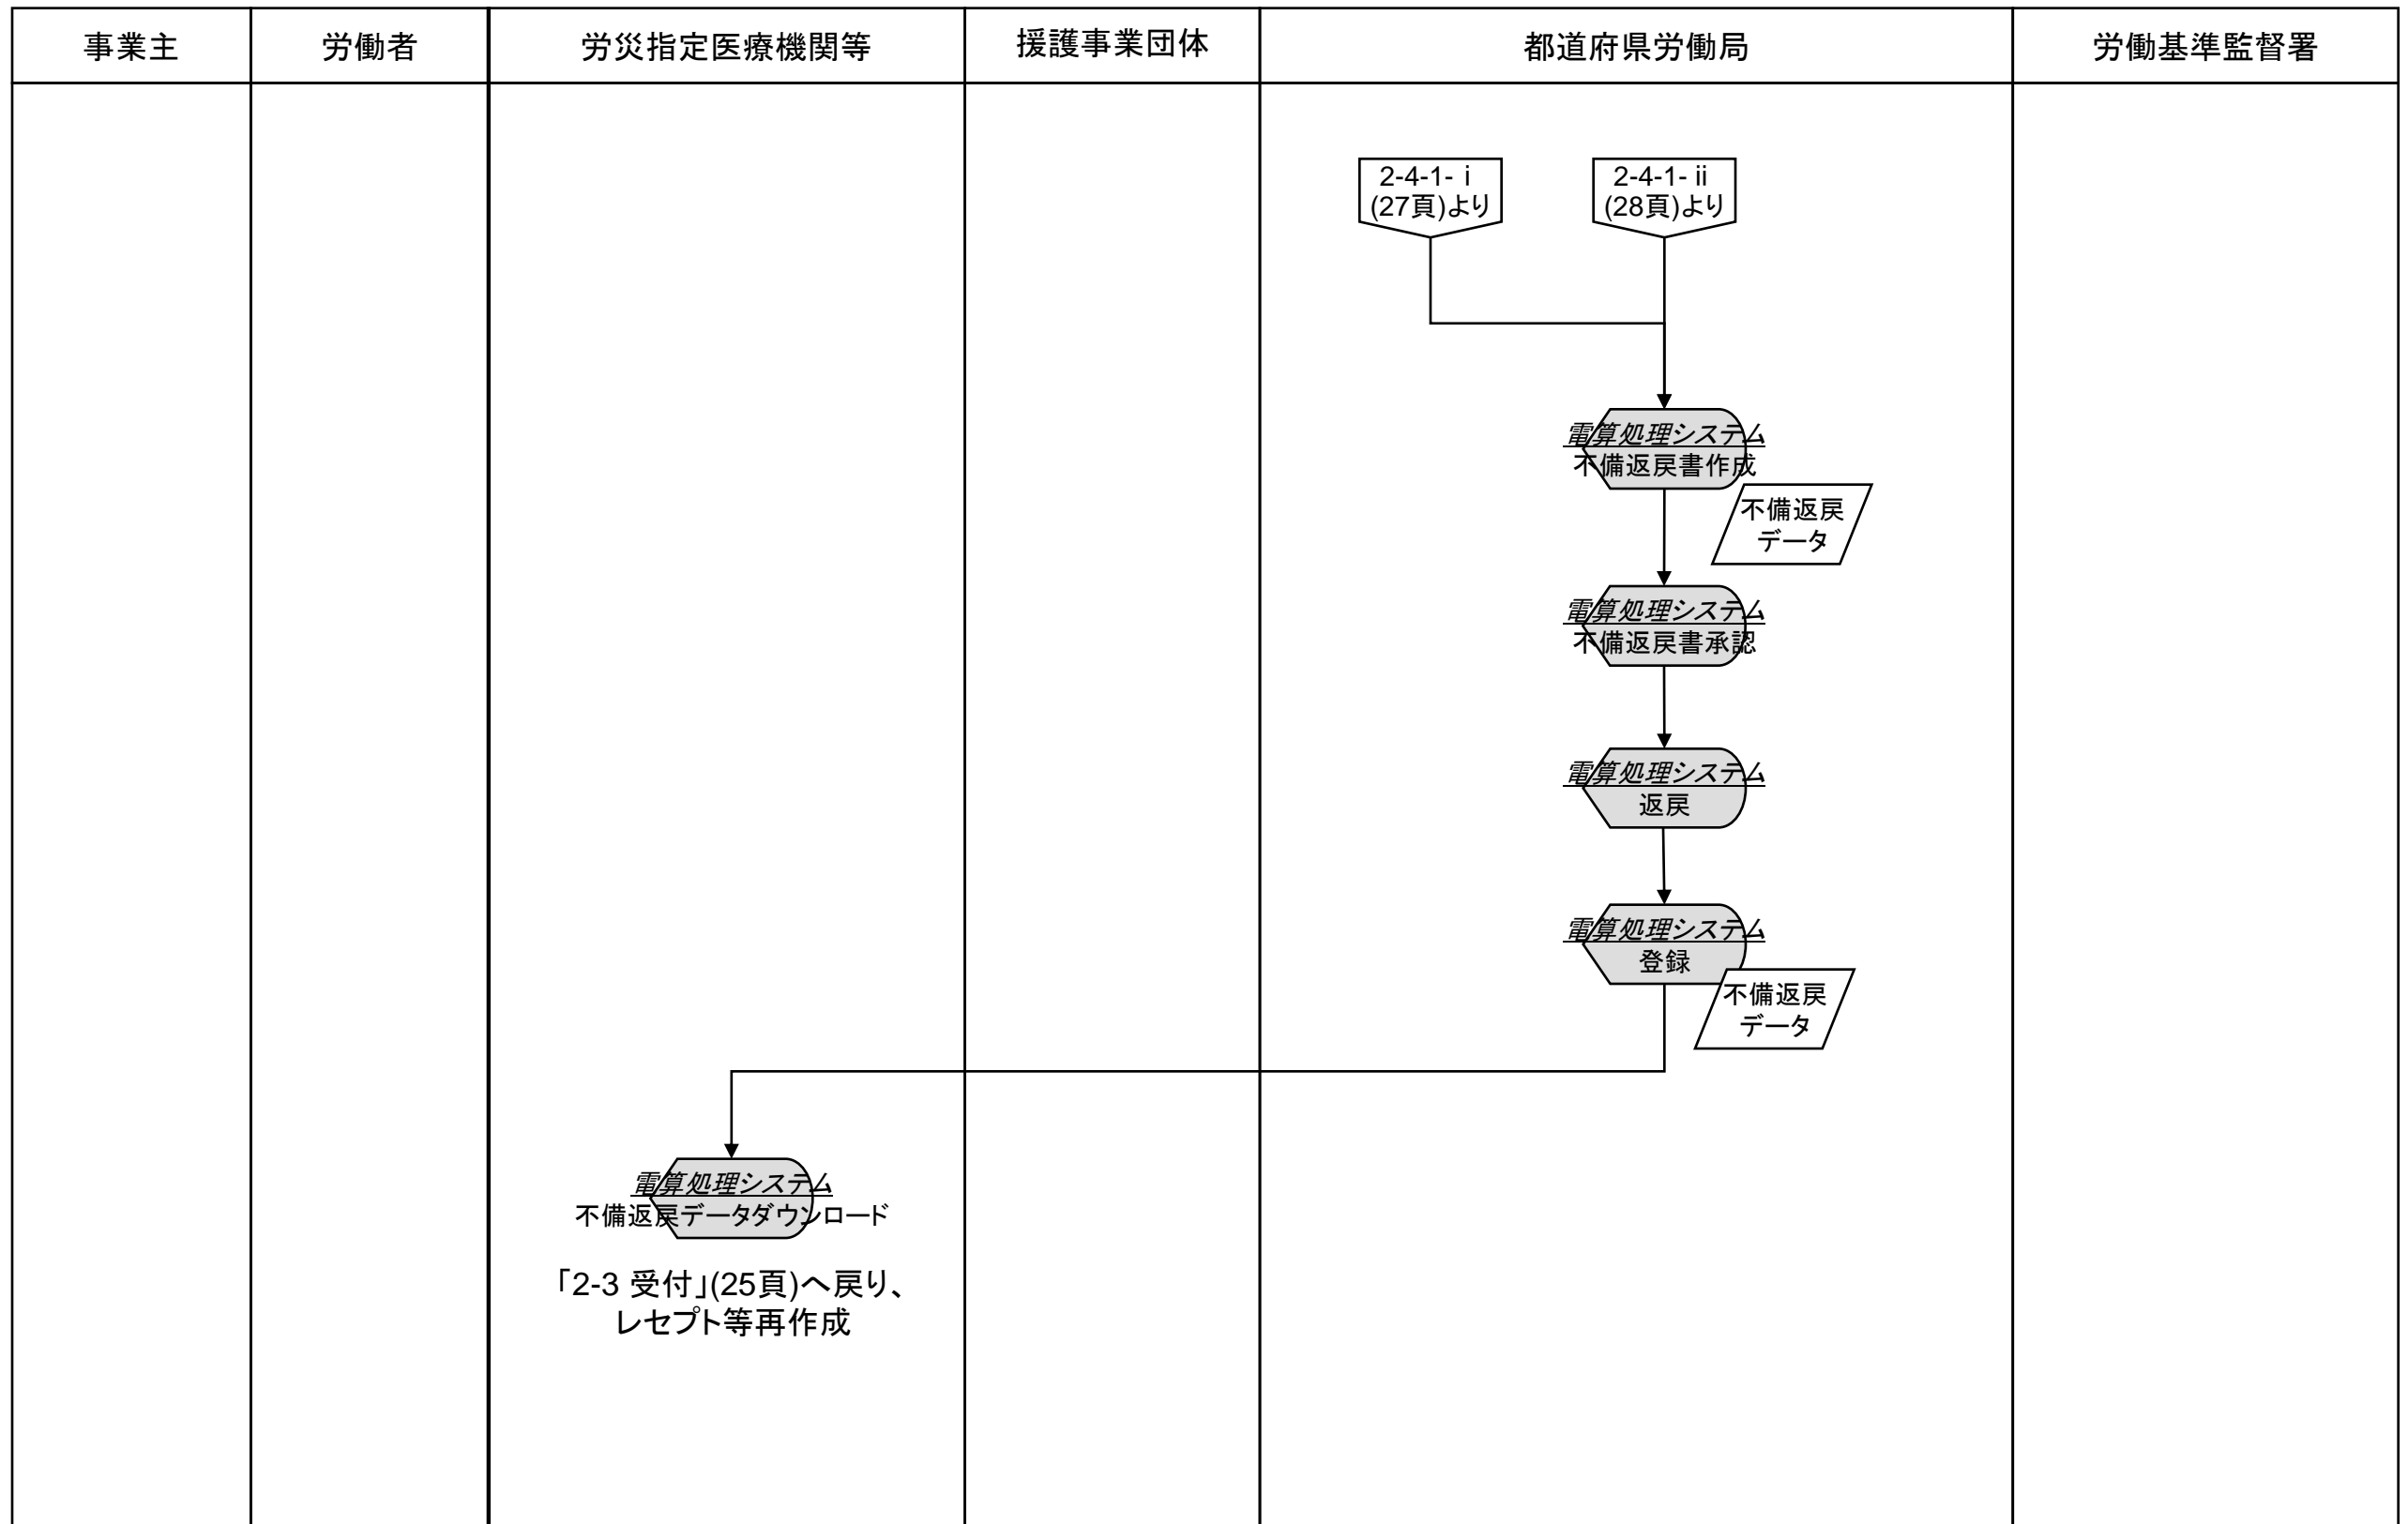 事業主
労働者
労災指定医療機関等
援護事業団体
都道府県労働局
労働基準監督署
2-4-1- i
(27頁)より
2-4-1- ii
(28頁)より
電算処理システム
不備返戻書作成
不備返戻
データ
電算処理システム
不備返戻書承認
電算処理システム
返戻
電算処理システム
登録
不備返戻
データ
電算処理システム
不備返戻データダウンロード
「2-3 受付」(25頁)へ戻り、
レセプト等再作成